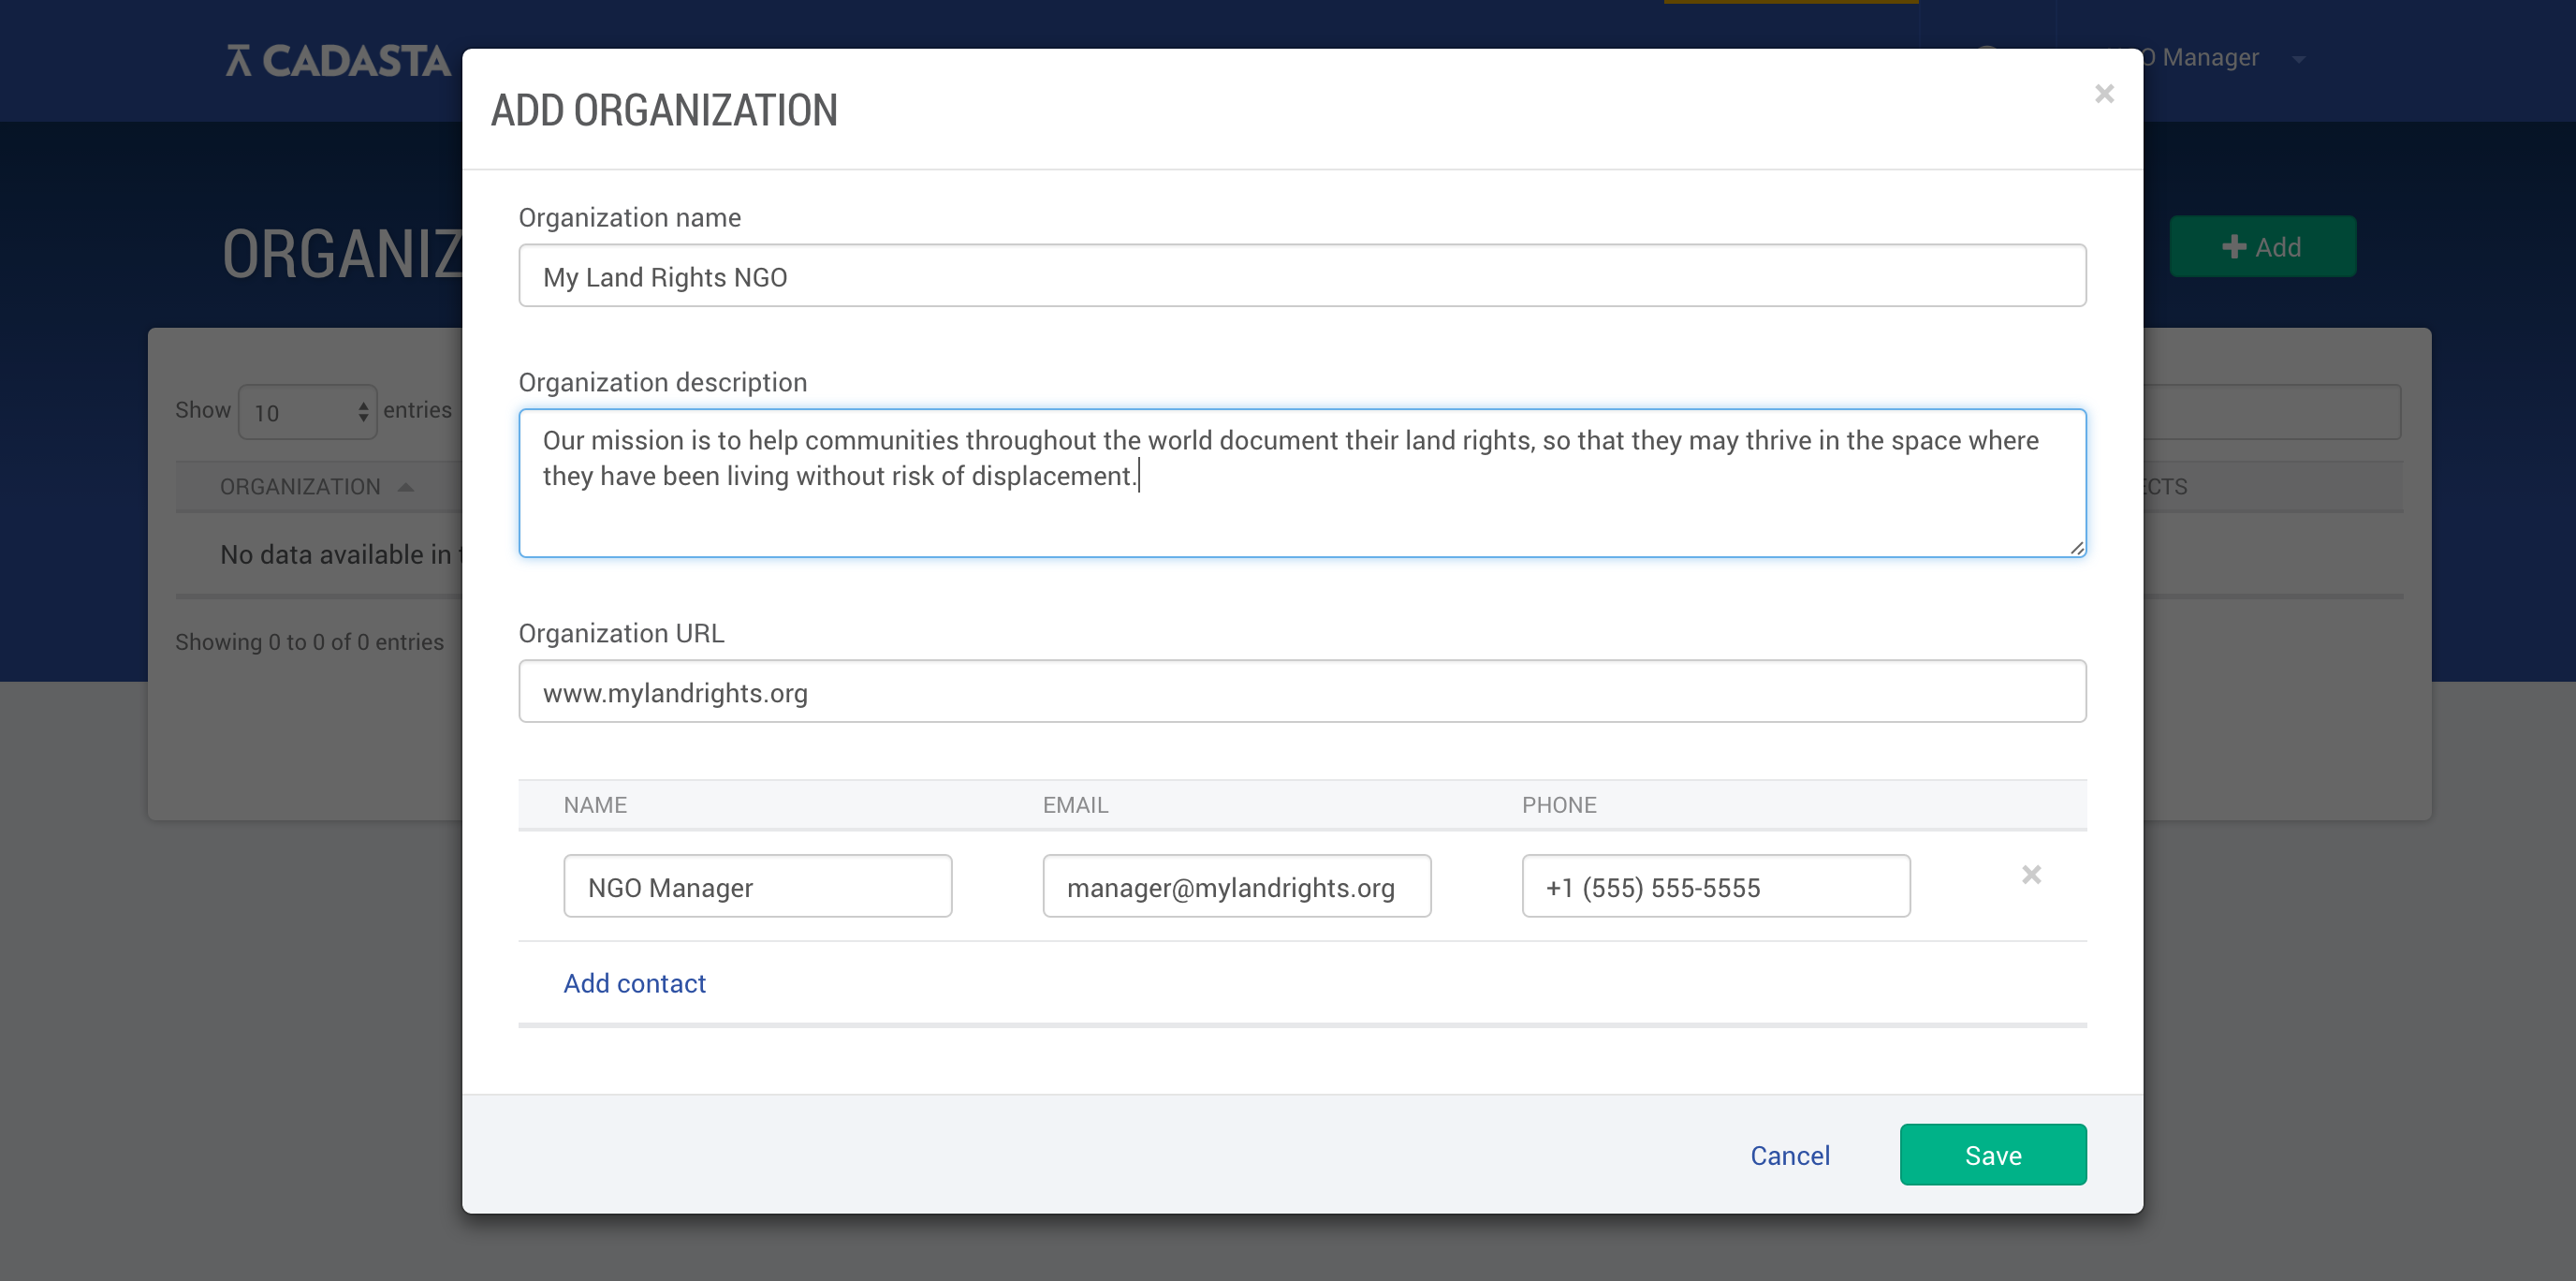 CADASTA
O Manager
ADD ORGANIZATION
×
Organization name
ORGANIZ
Add
My Land Rights NGO
Organization description
Show 10 entries
Our mission is to help communities throughout the world document their land rights, so that they may thrive in the space where
they have been living without risk of displacement.
ORGANIZATION
ECTS
No data available in
Organization URL
Showing 0 to 0 of 0 entries
www.mylandrights.org
NAME EMAIL PHONE
NGO Manager manager@mylandrights.org +1 (555) 555-5555 ×
Add contact
Cancel Save